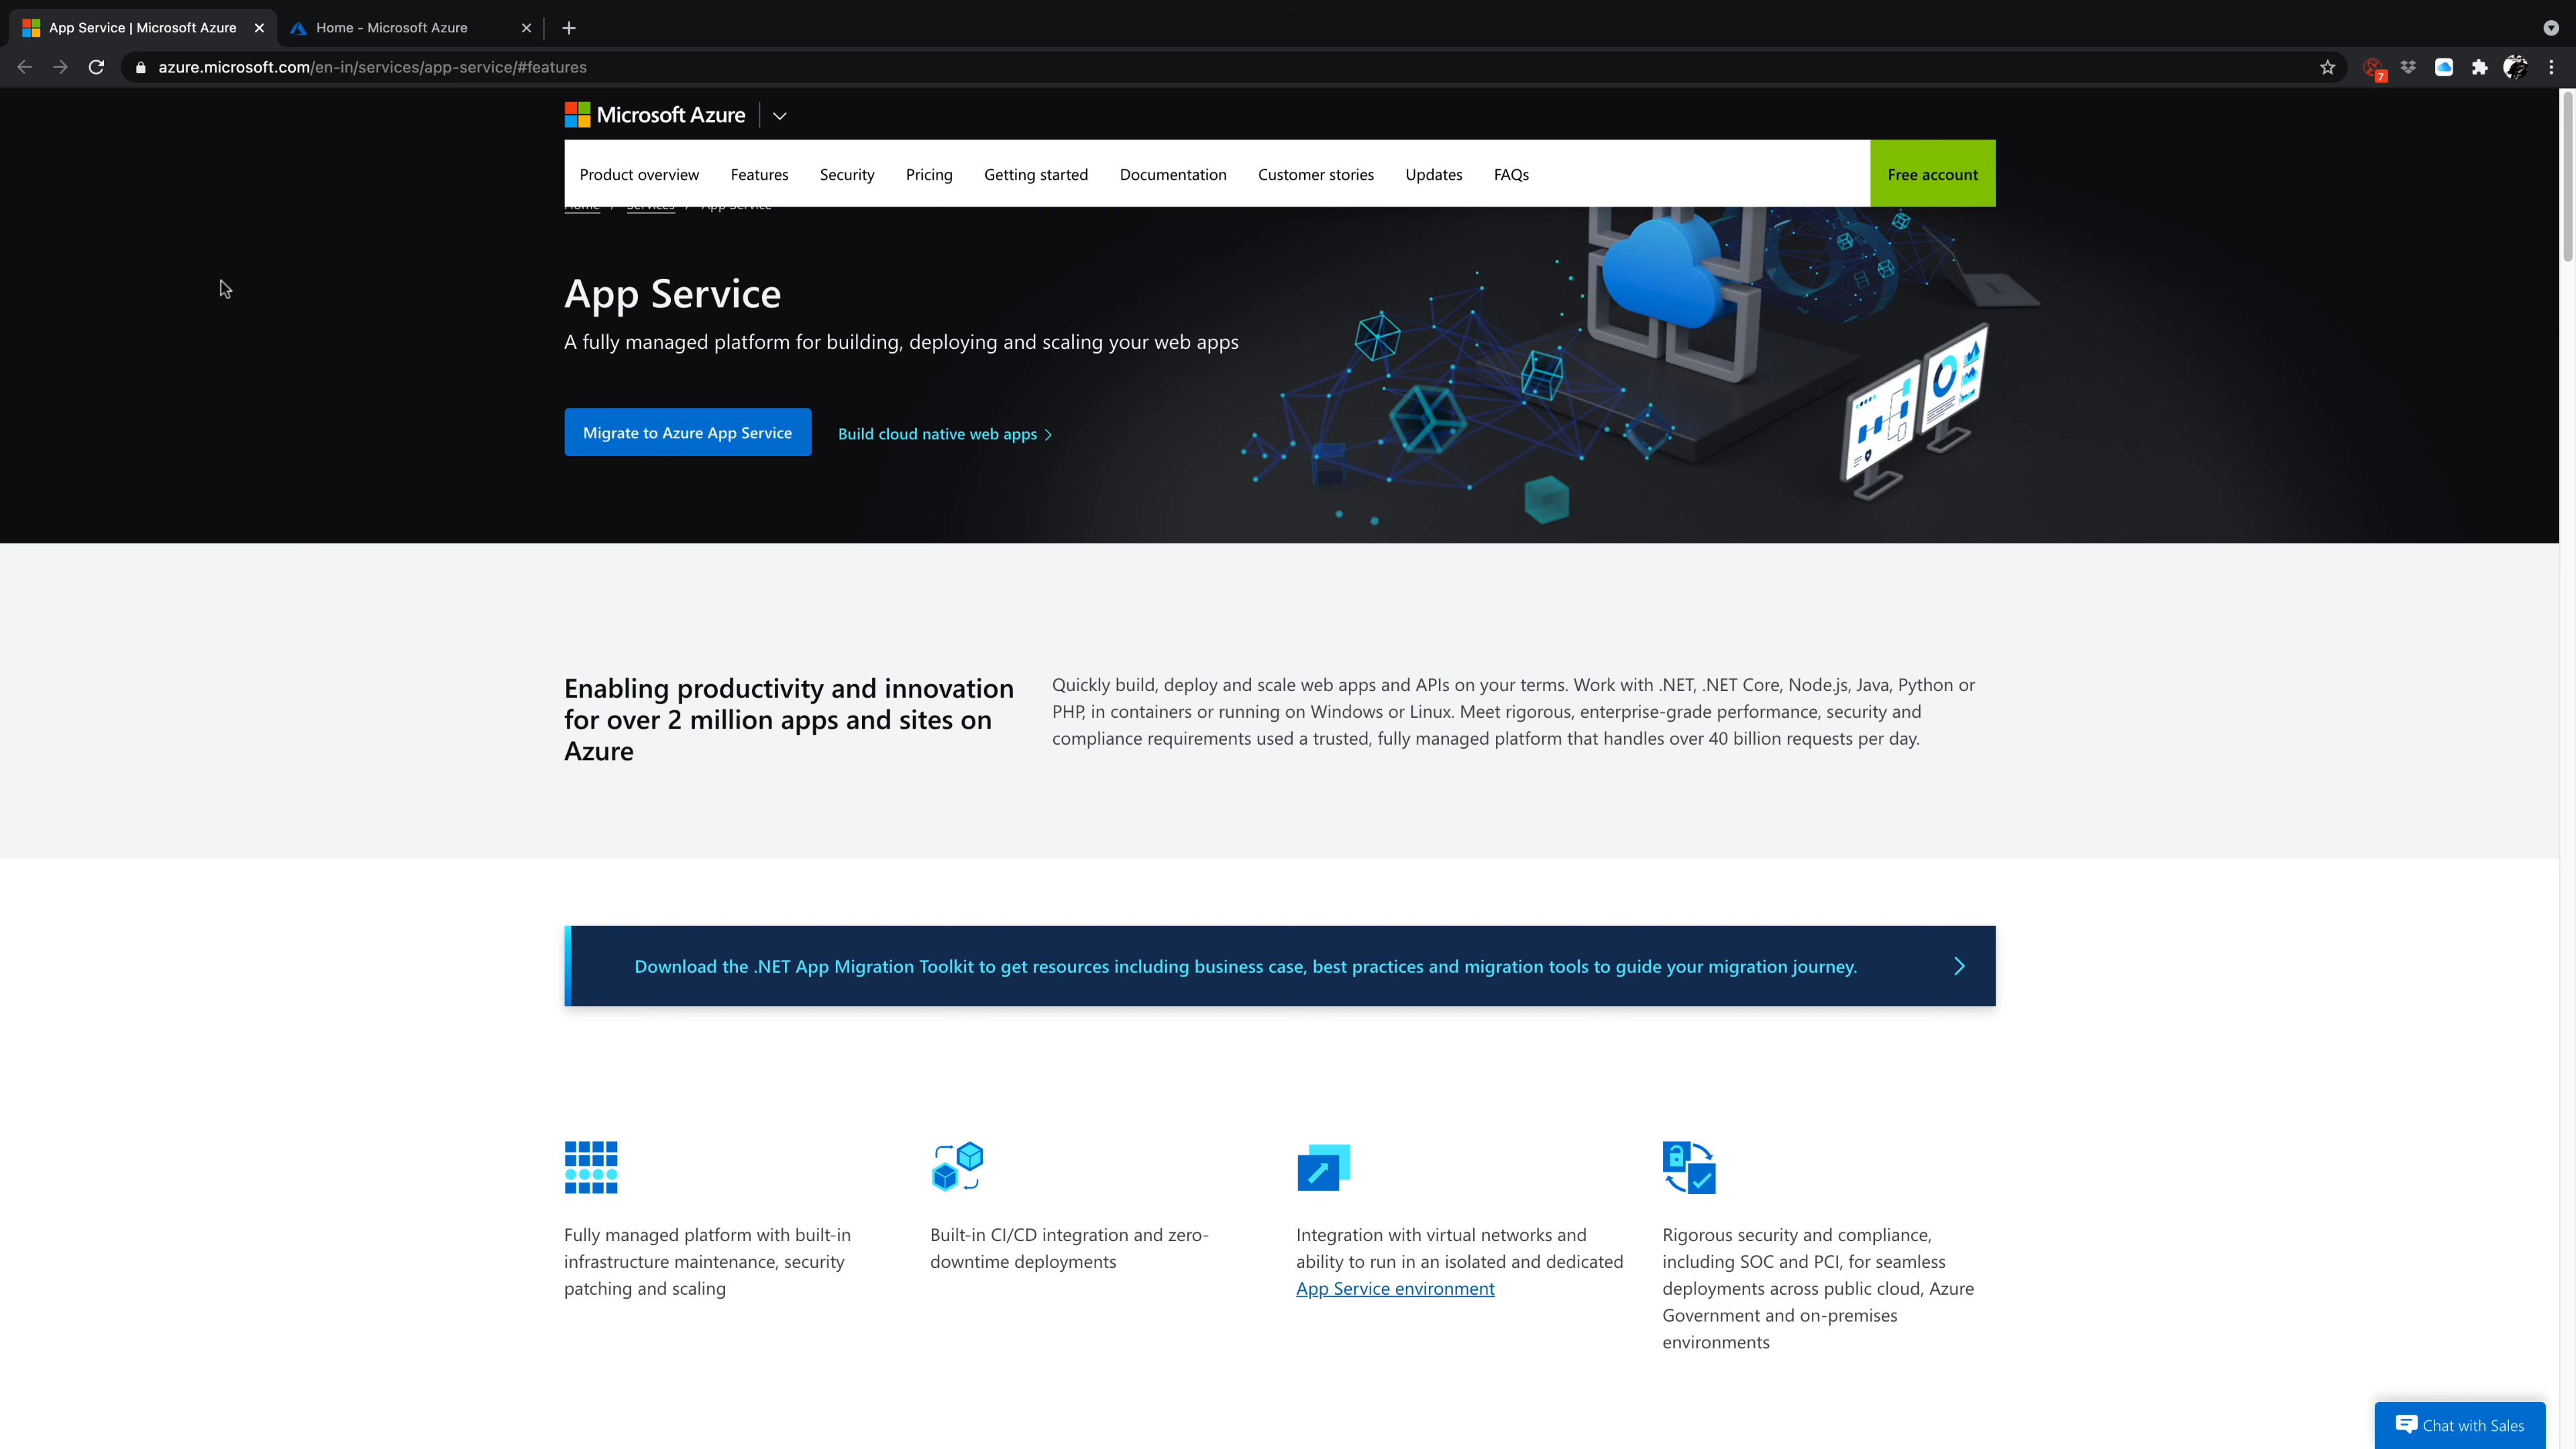 App Service | Microsoft Azure
Home - Microsoft Azure
azure.microsoft.com/en-in/services/app-service/#features
7
Microsoft Azure
Product overview
Features
Security
Pricing
Getting started
Documentation
Customer stories
Updates
FAQs
Free account
Home / Services / App Service
App Service
A fully managed platform for building, deploying and scaling your web apps
Migrate to Azure App Service
Build cloud native web apps
Enabling productivity and innovation
for over 2 million apps and sites on
Azure
Quickly build, deploy and scale web apps and APIs on your terms. Work with .NET, .NET Core, Node.js, Java, Python or
PHP, in containers or running on Windows or Linux. Meet rigorous, enterprise-grade performance, security and
compliance requirements used a trusted, fully managed platform that handles over 40 billion requests per day.
Download the .NET App Migration Toolkit to get resources including business case, best practices and migration tools to guide your migration journey.
Fully managed platform with built-in
infrastructure maintenance, security
patching and scaling
Built-in CI/CD integration and zero-
downtime deployments
Integration with virtual networks and
ability to run in an isolated and dedicated
App Service environment
Rigorous security and compliance,
including SOC and PCI, for seamless
deployments across public cloud, Azure
Government and on-premises
environments
Chat with Sales